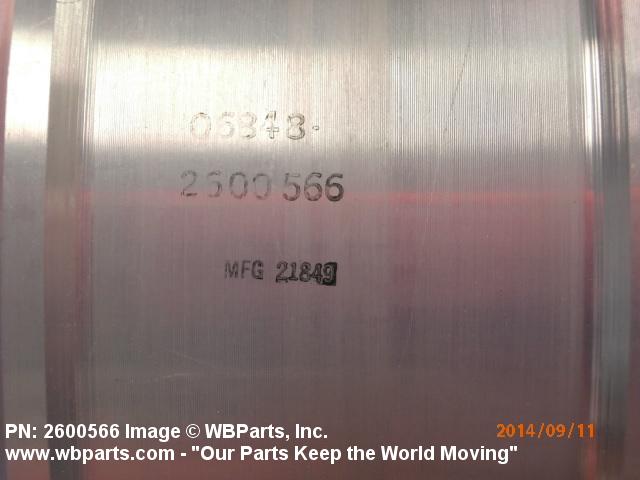 06848-
2600566
MFG 21849
2014/09/11
PN: 2600566 Image © WBParts, Inc.
www.wbparts.com - "Our Parts Keep the World Moving"